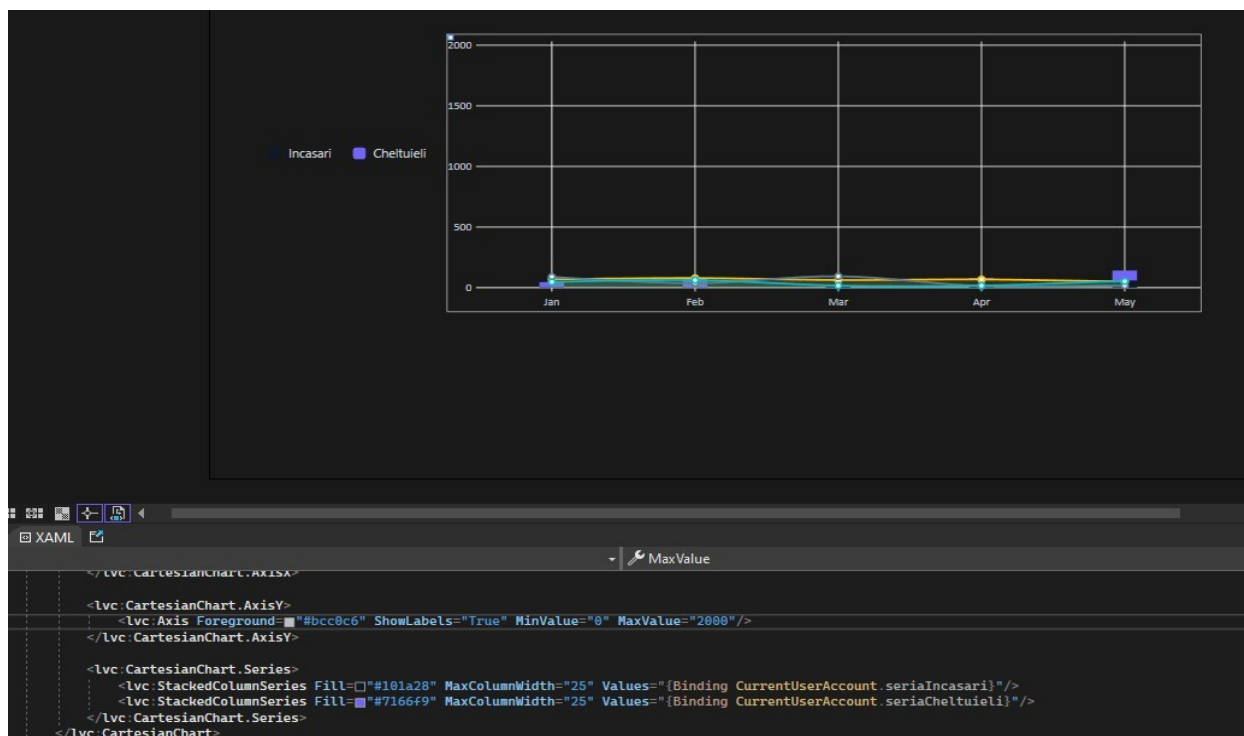 2000
1500
Incasari Cheltuieli
1000
500
0
Jan Feb Mar Apr May
XAML
MaxValue
</lvc:CartesianChart.AxisX>
<lvc:CartesianChart.AxisY>
<lvc:Axis Foreground="#bcc0c6" ShowLabels="True" MinValue="0" MaxValue="2000"/>
</lvc:CartesianChart.AxisY>
<lvc:CartesianChart.Series>
<lvc:StackedColumnSeries Fill="#101a28" MaxColumnWidth="25" Values="{Binding CurrentUserAccount.seriaIncasari}"/>
<lvc:StackedColumnSeries Fill="#7166F9" MaxColumnWidth="25" Values="{Binding CurrentUserAccount.seriaCheltuieli}"/>
</lvc:CartesianChart.Series>
</lvc:CartesianChart>